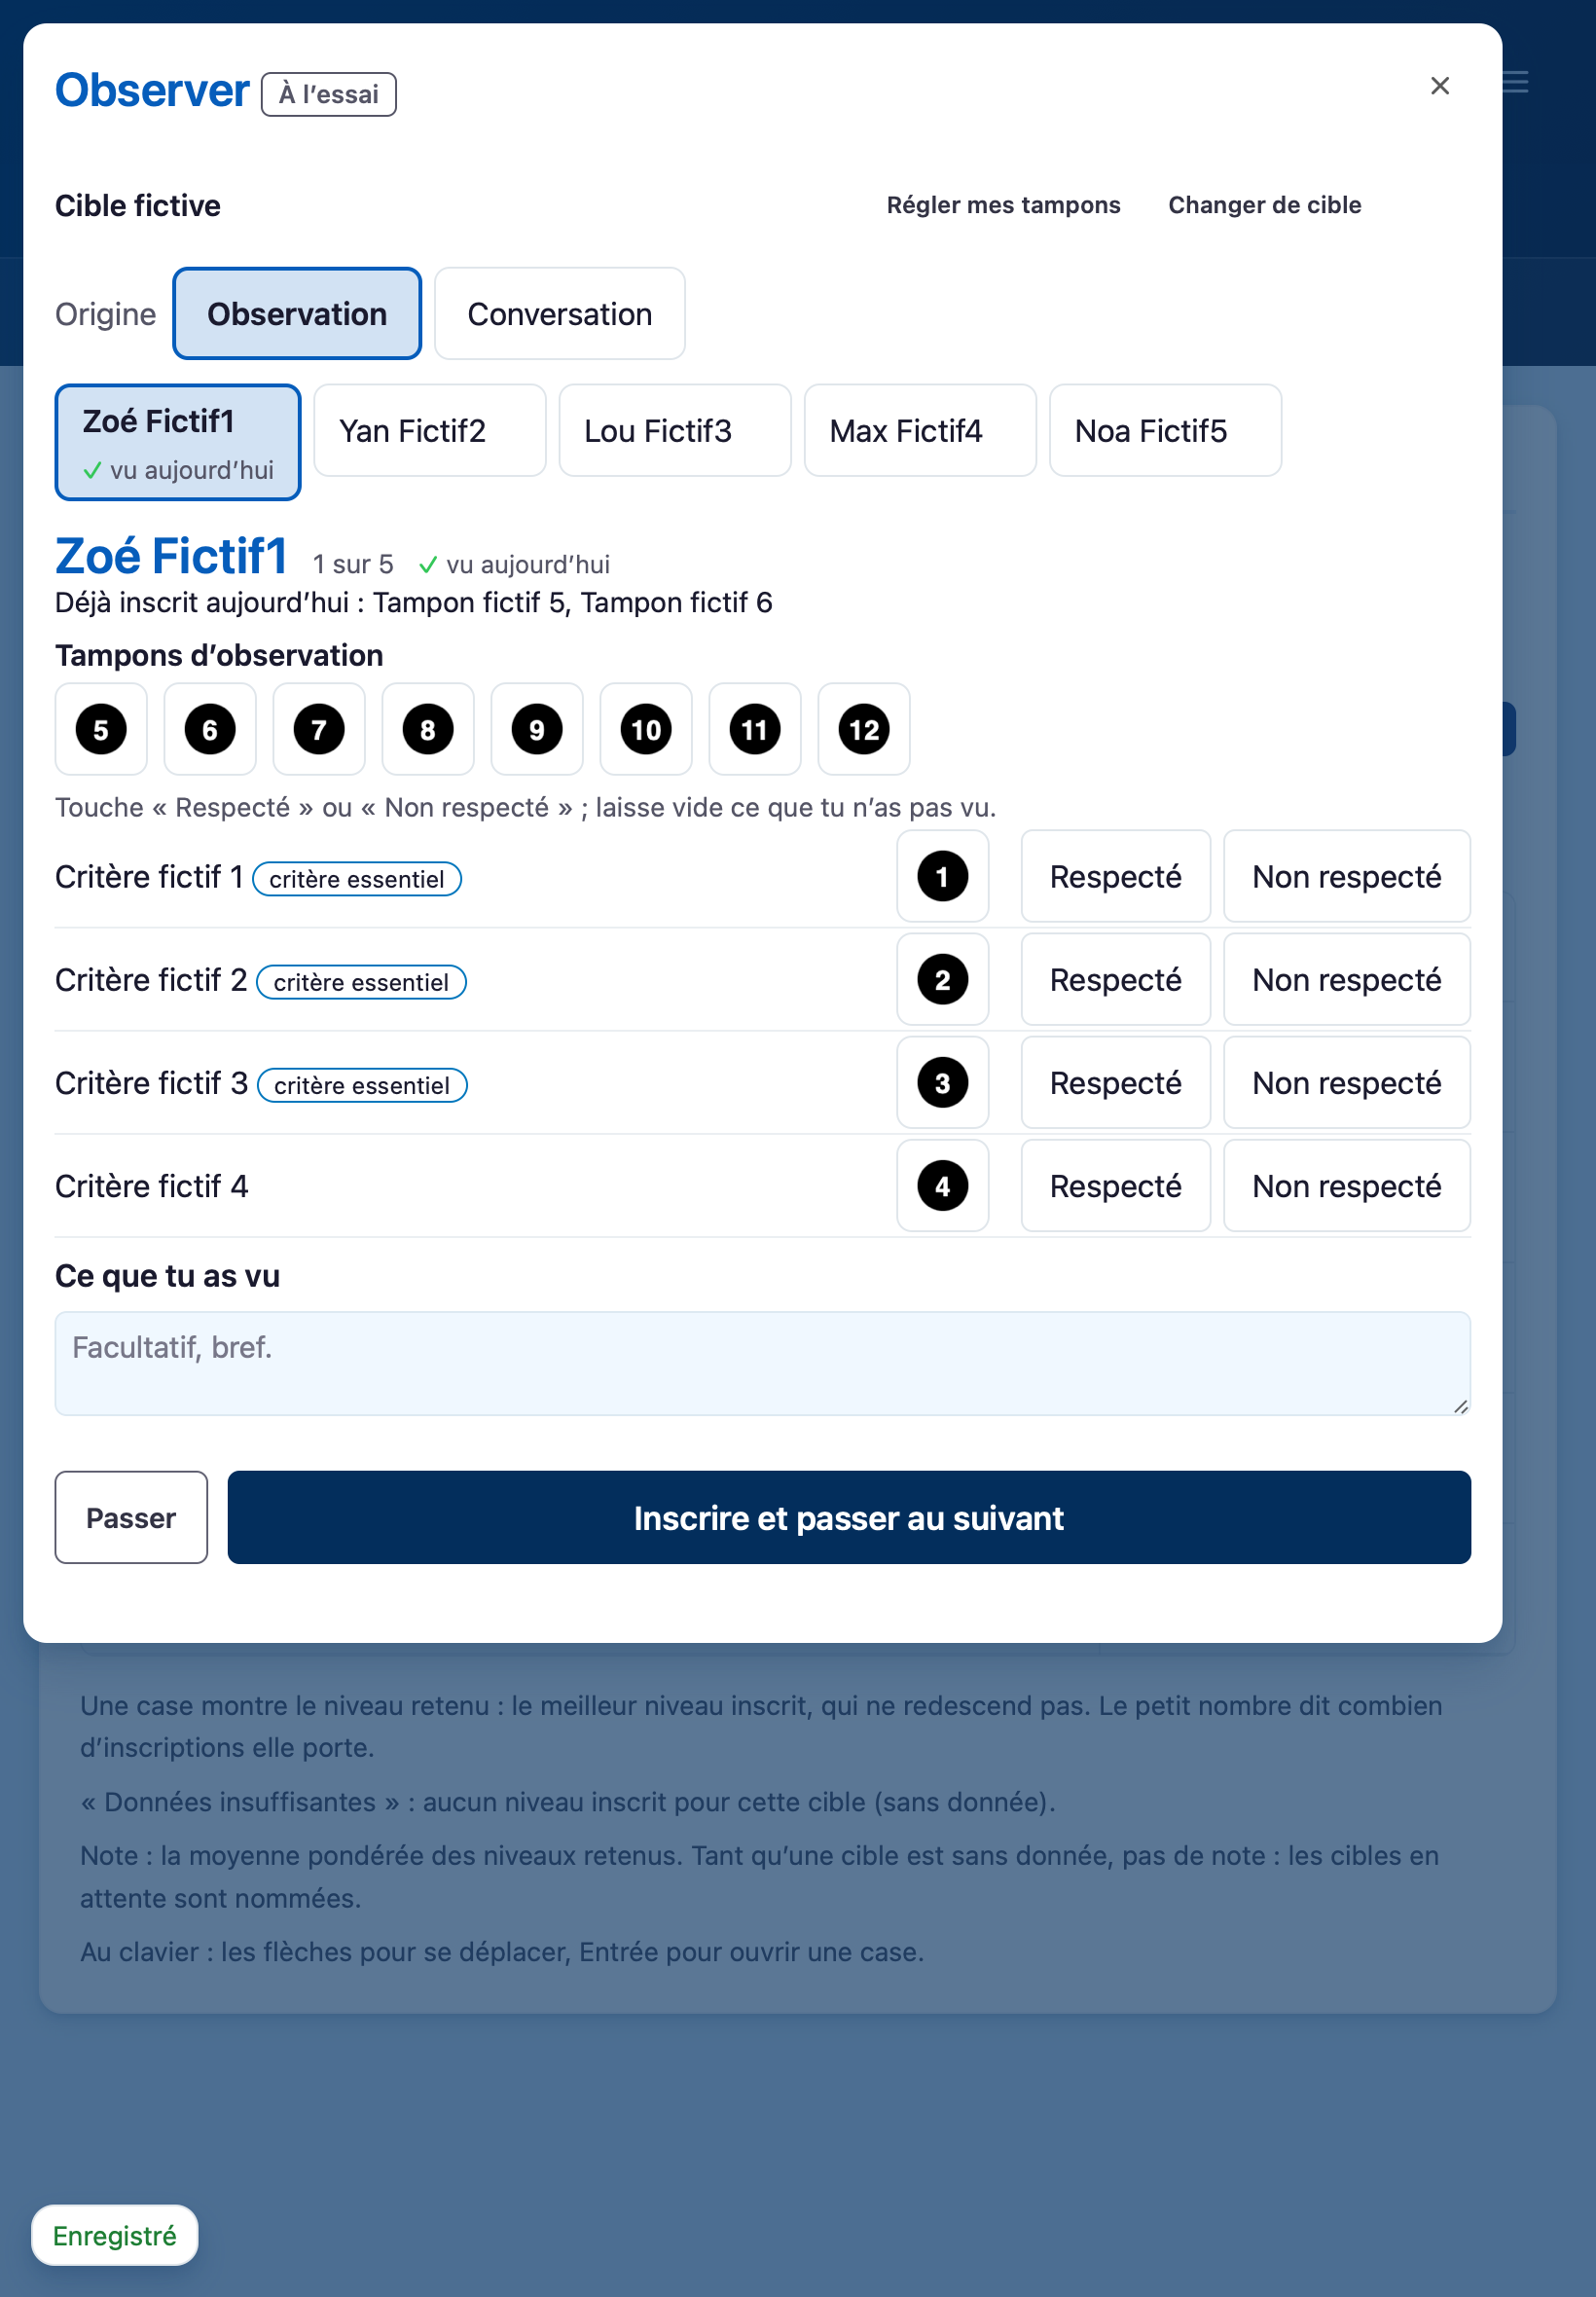 Observer À l’essai ×
Cible fictive Régler mes tampons Changer de cible
Origine Observation Conversation
Zoé Fictif1 Yan Fictif2 Lou Fictif3 Max Fictif4 Noa Fictif5
✓ vu aujourd’hui
Zoé Fictif1 1 sur 5 ✓ vu aujourd’hui
Déjà inscrit aujourd’hui : Tampon fictif 5, Tampon fictif 6
Tampons d’observation
5 6 7 8 9 10 11 12
Touche « Respecté » ou « Non respecté » ; laisse vide ce que tu n’as pas vu.
Critère fictif 1 critère essentiel 1 Respecté Non respecté
Critère fictif 2 critère essentiel 2 Respecté Non respecté
Critère fictif 3 critère essentiel 3 Respecté Non respecté
Critère fictif 4 4 Respecté Non respecté
Ce que tu as vu
Facultatif, bref.
Passer Inscrire et passer au suivant
Une case montre le niveau retenu : le meilleur niveau inscrit, qui ne redescend pas. Le petit nombre dit combien
d’inscriptions elle porte.
« Données insuffisantes » : aucun niveau inscrit pour cette cible (sans donnée).
Note : la moyenne pondérée des niveaux retenus. Tant qu’une cible est sans donnée, pas de note : les cibles en
attente sont nommées.
Au clavier : les flèches pour se déplacer, Entrée pour ouvrir une case.
Enregistré